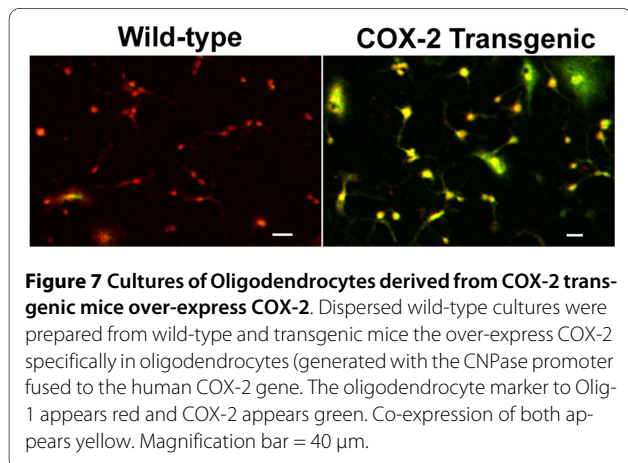 Wild-type COX-2 Transgenic
Figure 7 Cultures of Oligodendrocytes derived from COX-2 trans-
genic mice over-express COX-2. Dispersed wild-type cultures were
prepared from wild-type and transgenic mice the over-express COX-2
specifically in oligodendrocytes (generated with the CNPase promoter
fused to the human COX-2 gene. The oligodendrocyte marker to Olig-
1 appears red and COX-2 appears green. Co-expression of both ap-
pears yellow. Magnification bar = 40 μm.